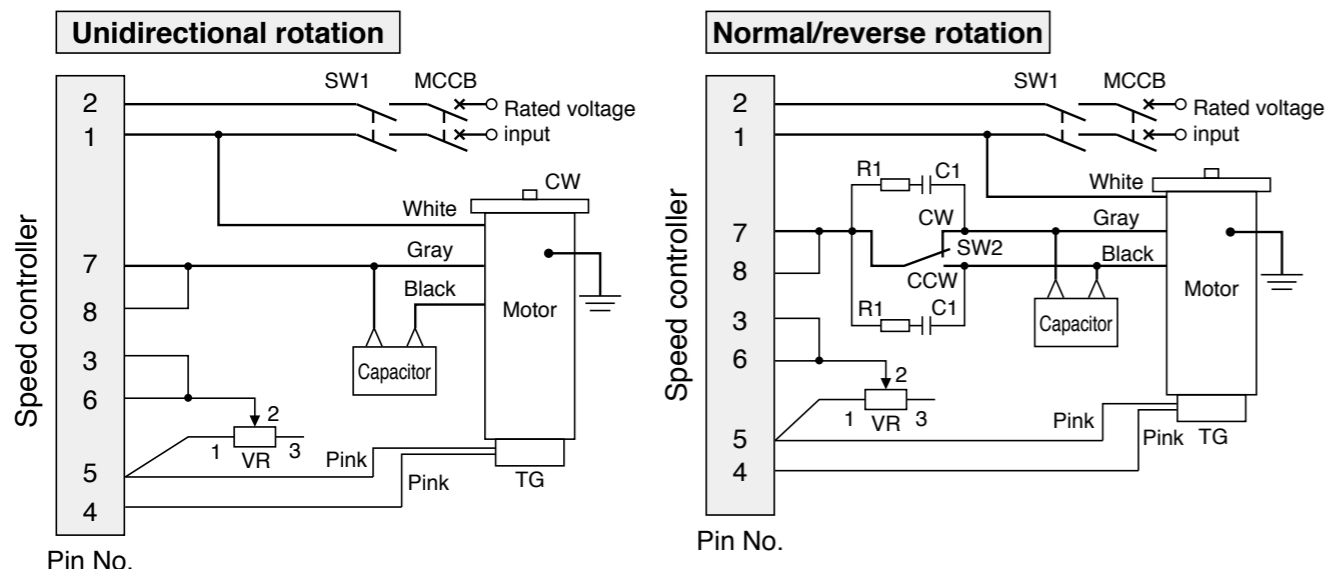 Unidirectional rotation
SW1 MCCB
2
Rated voltage
1
input
CW
White
Gray
7
Black
8
Motor
3
Capacitor
6
2
1 3
VR
5
Pink
TG
Pink
4
Speed controller
Pin No.
Normal/reverse rotation
SW1 MCCB
2
Rated voltage
1
input
R1 C1
White
CW
Gray
7
SW2
Black
8
CCW
Motor
R1 C1
3
Capacitor
6
2
1 3
VR
Pink
5
Pink TG
4
Speed controller
Pin No.